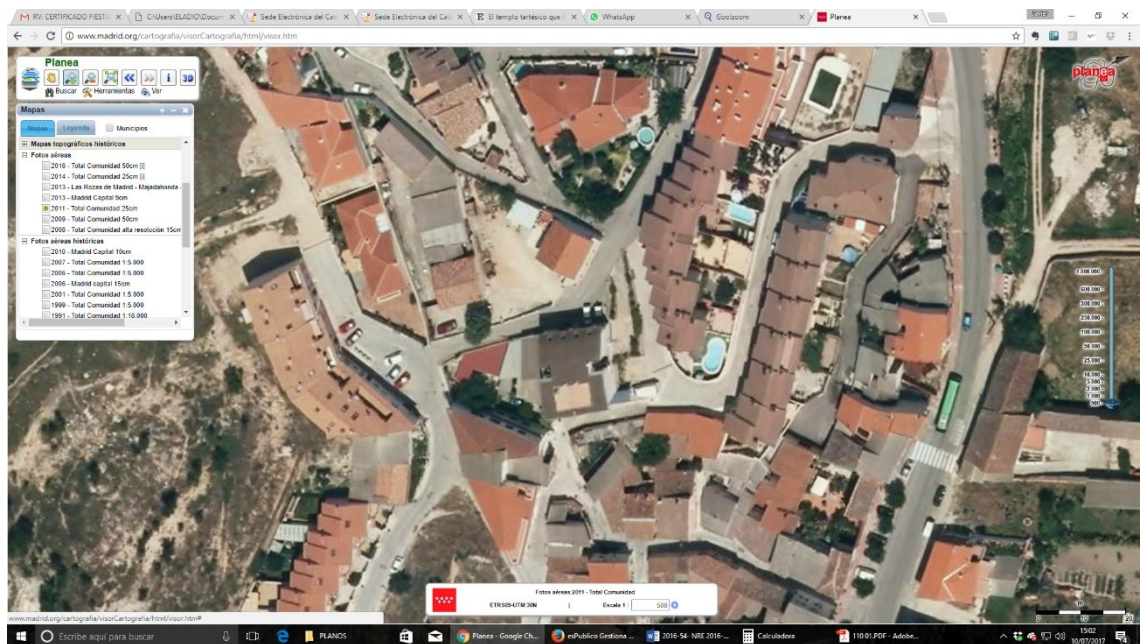 RV: CERTIFICADO FIESTA
C:\Users\ELADIO\Docum
Sede Electrónica del Cat
Sede Electrónica del Cat
El templo tartésico que
WhatsApp
Goolzoom
Planea
www.madrid.org/cartografia/visorCartografia/html/visor.htm
Planea
Buscar
Herramientas
Ver
3D
planea
Mapas
Mapas
Leyenda
Municipios
Mapas topográficos históricos
Fotos aéreas
2016 - Total Comunidad 50cm [i]
2014 - Total Comunidad 25cm [i]
2013 - Las Rozas de Madrid - Majadahonda -
2013 - Madrid Capital 9cm
2011 - Total Comunidad 25cm
2009 - Total Comunidad 50cm
2008 - Total Comunidad alta resolución 15cm
Fotos aéreas históricas
2010 - Madrid Capital 10cm
2007 - Total Comunidad 1:5.000
2006 - Total Comunidad 1:5.000
2006 - Madrid capital 15cm
2001 - Total Comunidad 1:5.000
1999 - Total Comunidad 1:5.000
1991 - Total Comunidad 1:18.000
600.000
300.000
250.000
100.000
50.000
25.000
10.000
5.000
2.000
1.000
500
Fotos aéreas:2011 - Total Comunidad
ETRS89-UTM 30N | Escala 1 : 500
m
0 10 20
www.madrid.org/cartografia/visorCartografia/html/visor.htm#
Escribe aquí para buscar
PLANOS
Planea - Google Ch...
esPublico Gestiona ...
2016-54- NRE 2016-...
Calculadora
110 01.PDF - Adobe...
15:02
10/07/2017